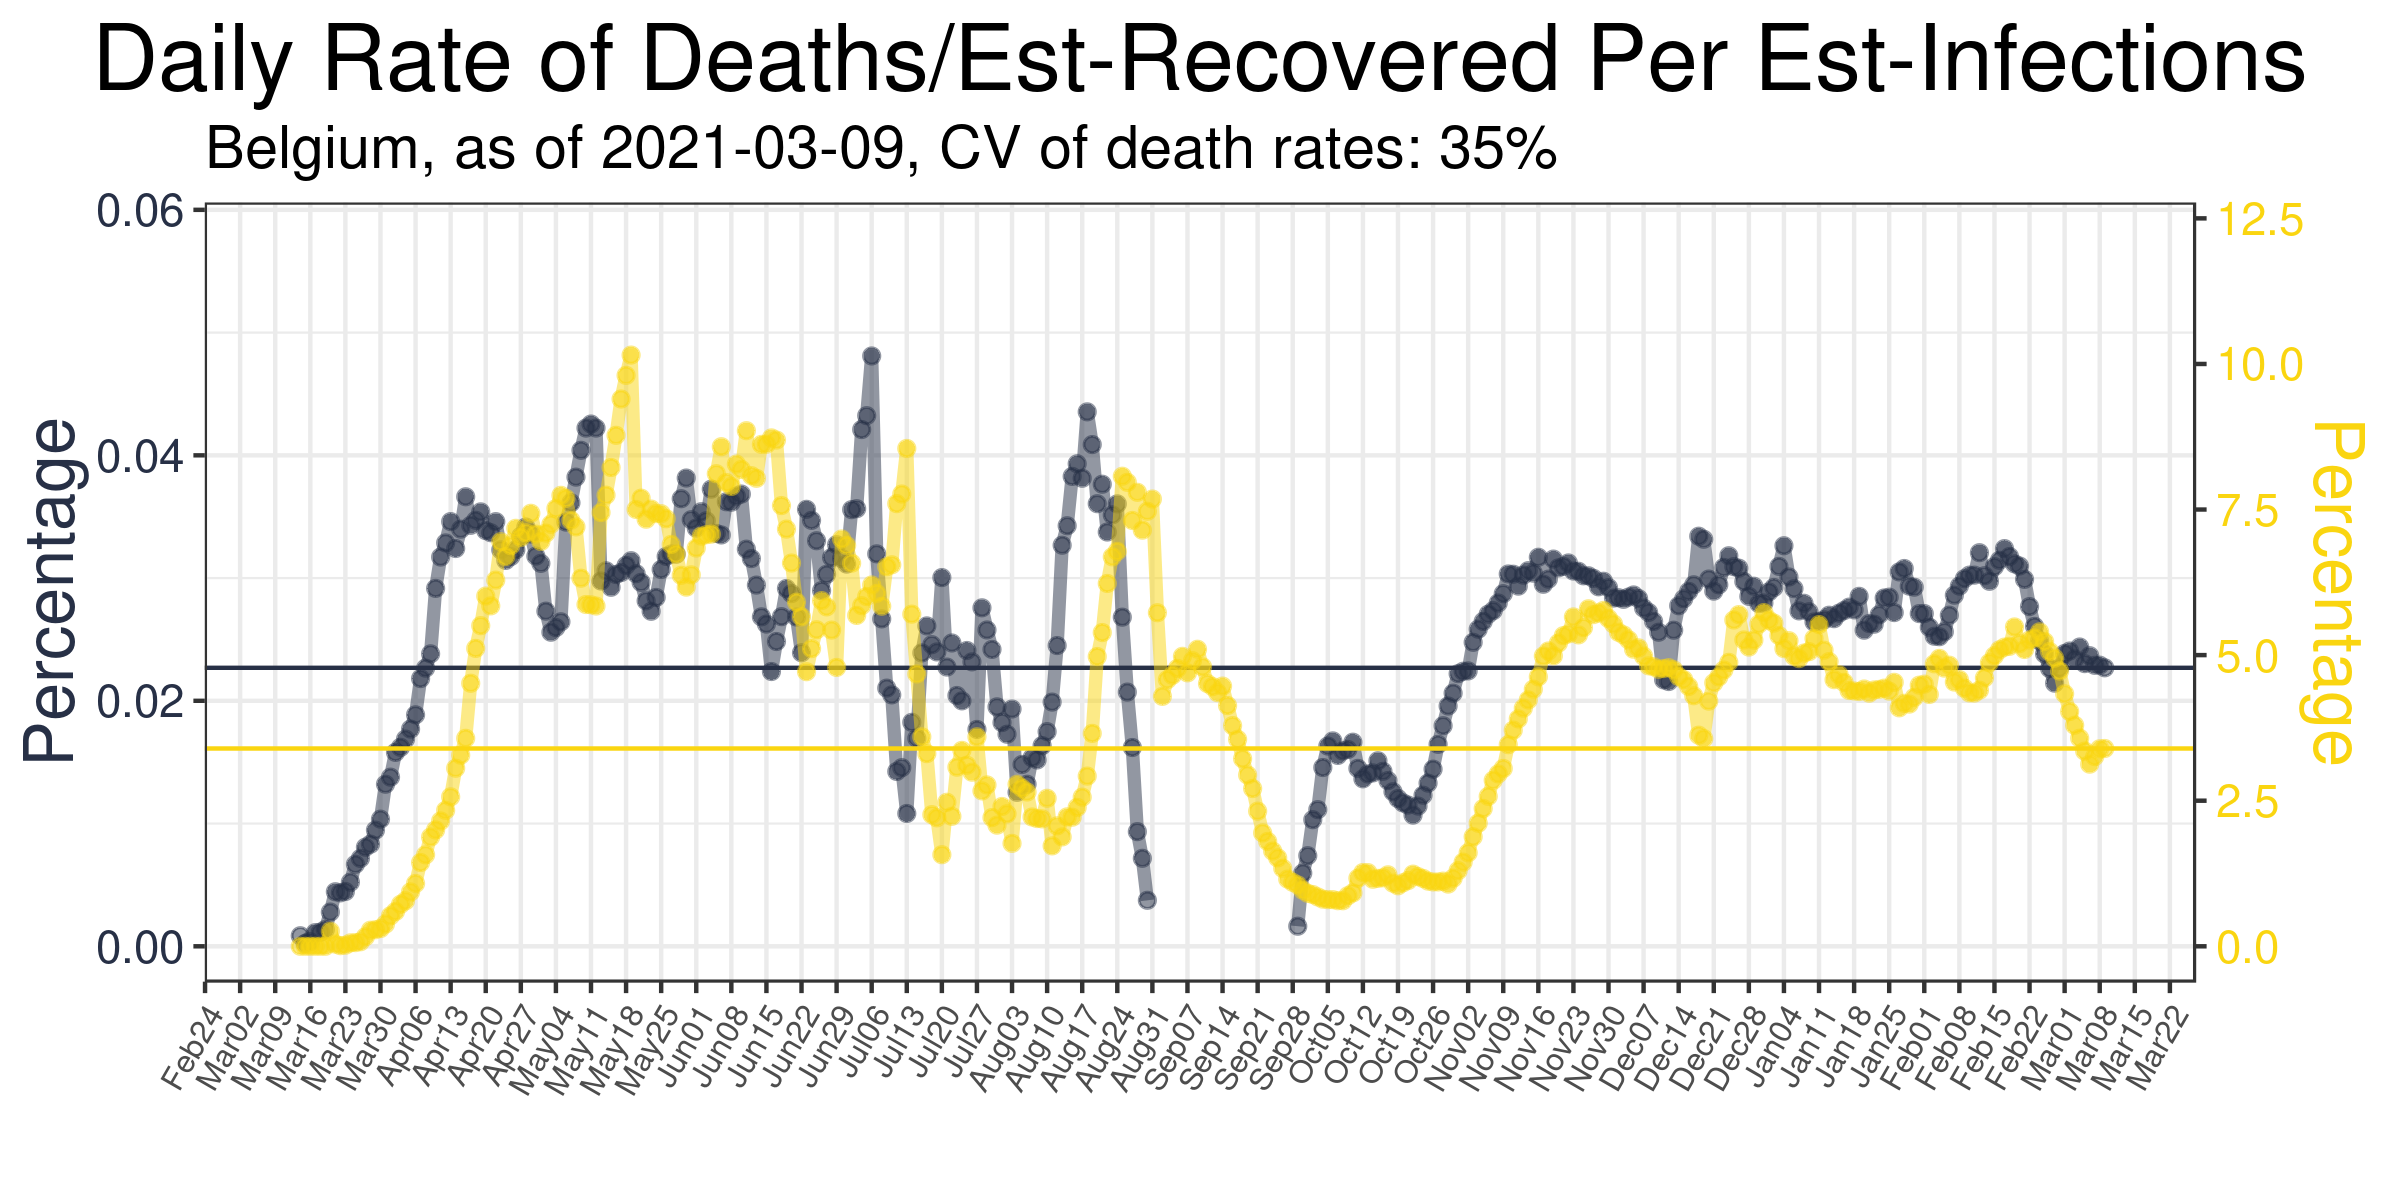 Daily Rate of Deaths/Est-Recovered Per Est-Infections
Belgium, as of 2021-03-09, CV of death rates: 35%
Percentage
0.06
0.04
0.02
0.00
12.5
10.0
7.5
5.0
2.5
0.0
Percentage
Feb24
Mar02
Mar09
Mar16
Mar23
Mar30
Apr06
Apr13
Apr20
Apr27
May04
May11
May18
May25
Jun01
Jun08
Jun15
Jun22
Jun29
Jul06
Jul13
Jul20
Jul27
Aug03
Aug10
Aug17
Aug24
Aug31
Sep07
Sep14
Sep21
Sep28
Oct05
Oct12
Oct19
Oct26
Nov02
Nov09
Nov16
Nov23
Nov30
Dec07
Dec14
Dec21
Dec28
Jan04
Jan11
Jan18
Jan25
Feb01
Feb08
Feb15
Feb22
Mar01
Mar08
Mar15
Mar22